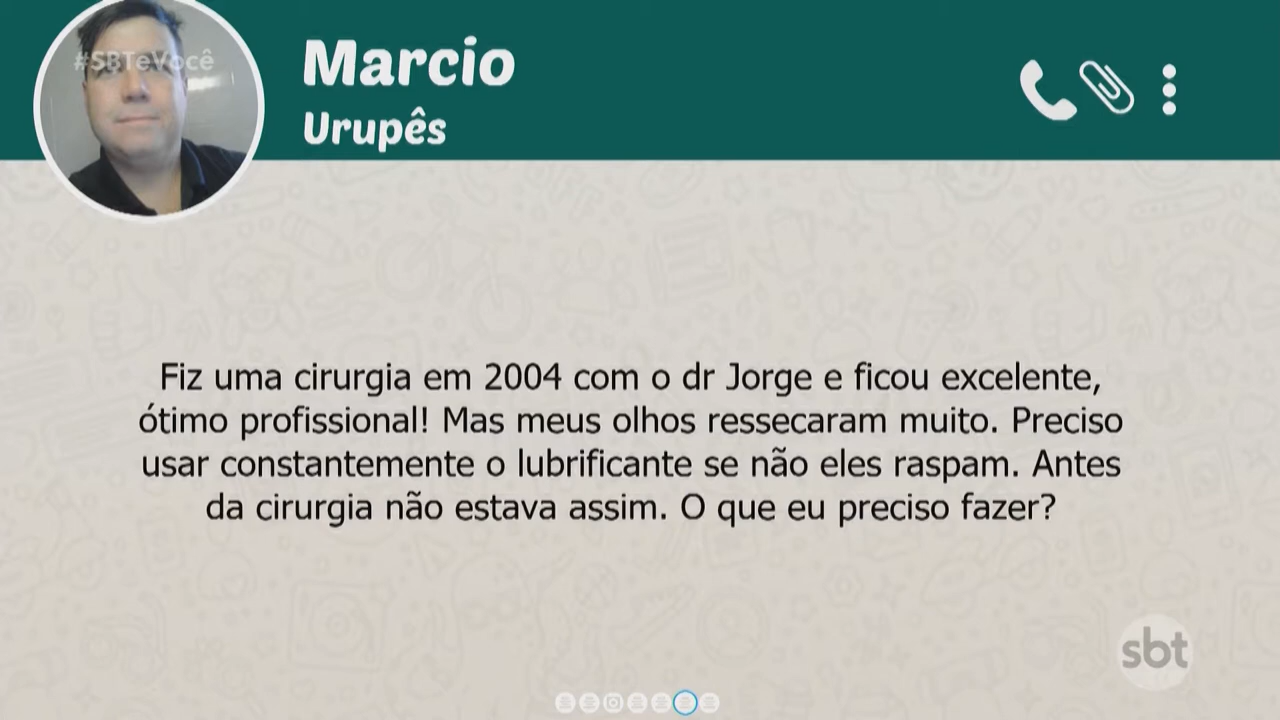 #SBTeVocê
Marcio
Urupês
Fiz uma cirurgia em 2004 com o dr Jorge e ficou excelente,
ótimo profissional! Mas meus olhos ressecaram muito. Preciso
usar constantemente o lubrificante se não eles raspam. Antes
da cirurgia não estava assim. O que eu preciso fazer?
sbt